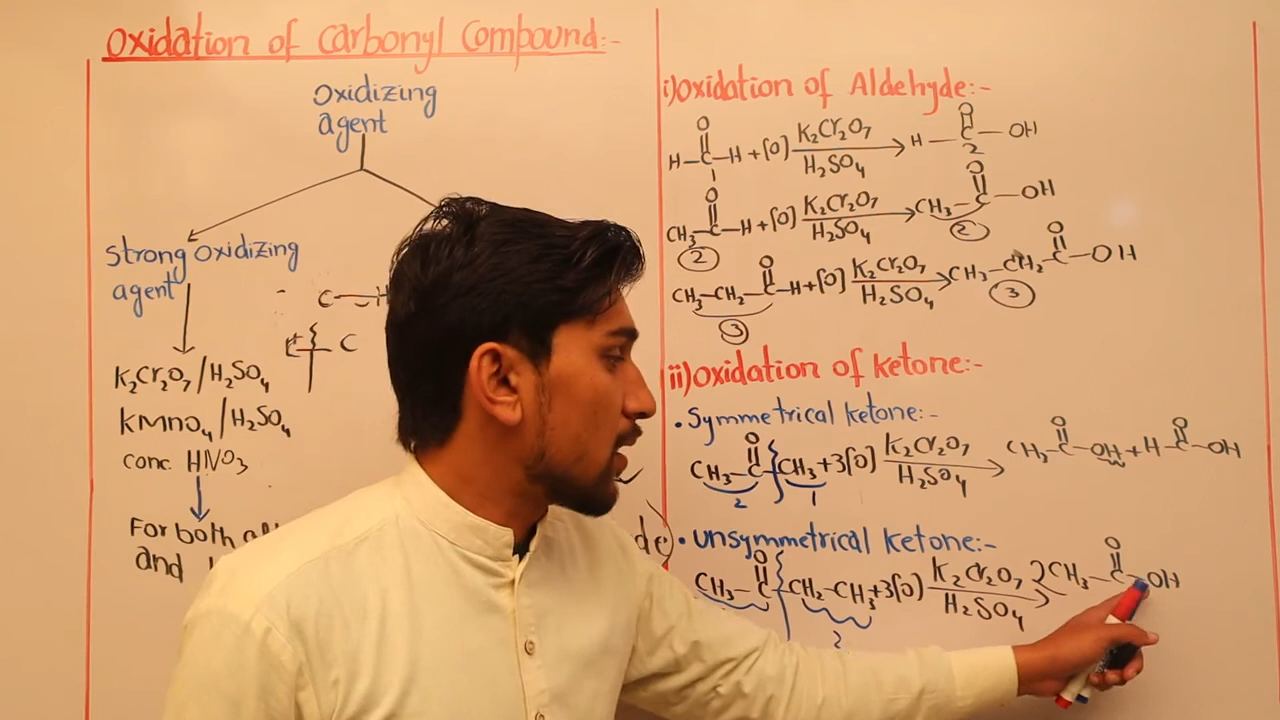 Oxidation of Carbonyl Compound:-
Oxidizing
agent
Strong oxidizing
agent
C—H
C
K₂Cr₂O₇/H₂SO₄
KMnO₄/H₂SO₄
Conc. HNO₃
For both
and
i) Oxidation of Aldehyde:-
O O
H—C—H + [O] K₂Cr₂O₇ H—C—OH
H₂SO₄
1 2
O O
CH₃—C—H + [O] K₂Cr₂O₇ CH₃—C—OH
H₂SO₄
2 2
O O
CH₃—CH₂—C—H + [O] K₂Cr₂O₇ CH₃—CH₂—C—OH
H₂SO₄
3 3
ii) Oxidation of ketone:-
• Symmetrical ketone:-
O O O
CH₃—C CH₃ + 3[O] K₂Cr₂O₇ CH₃—C—OH + H—C—OH
H₂SO₄
2 1
• Unsymmetrical ketone:-
O O
CH₃—C CH₂—CH₃ + 3[O] K₂Cr₂O₇ 2CH₃—C—OH
H₂SO₄
2